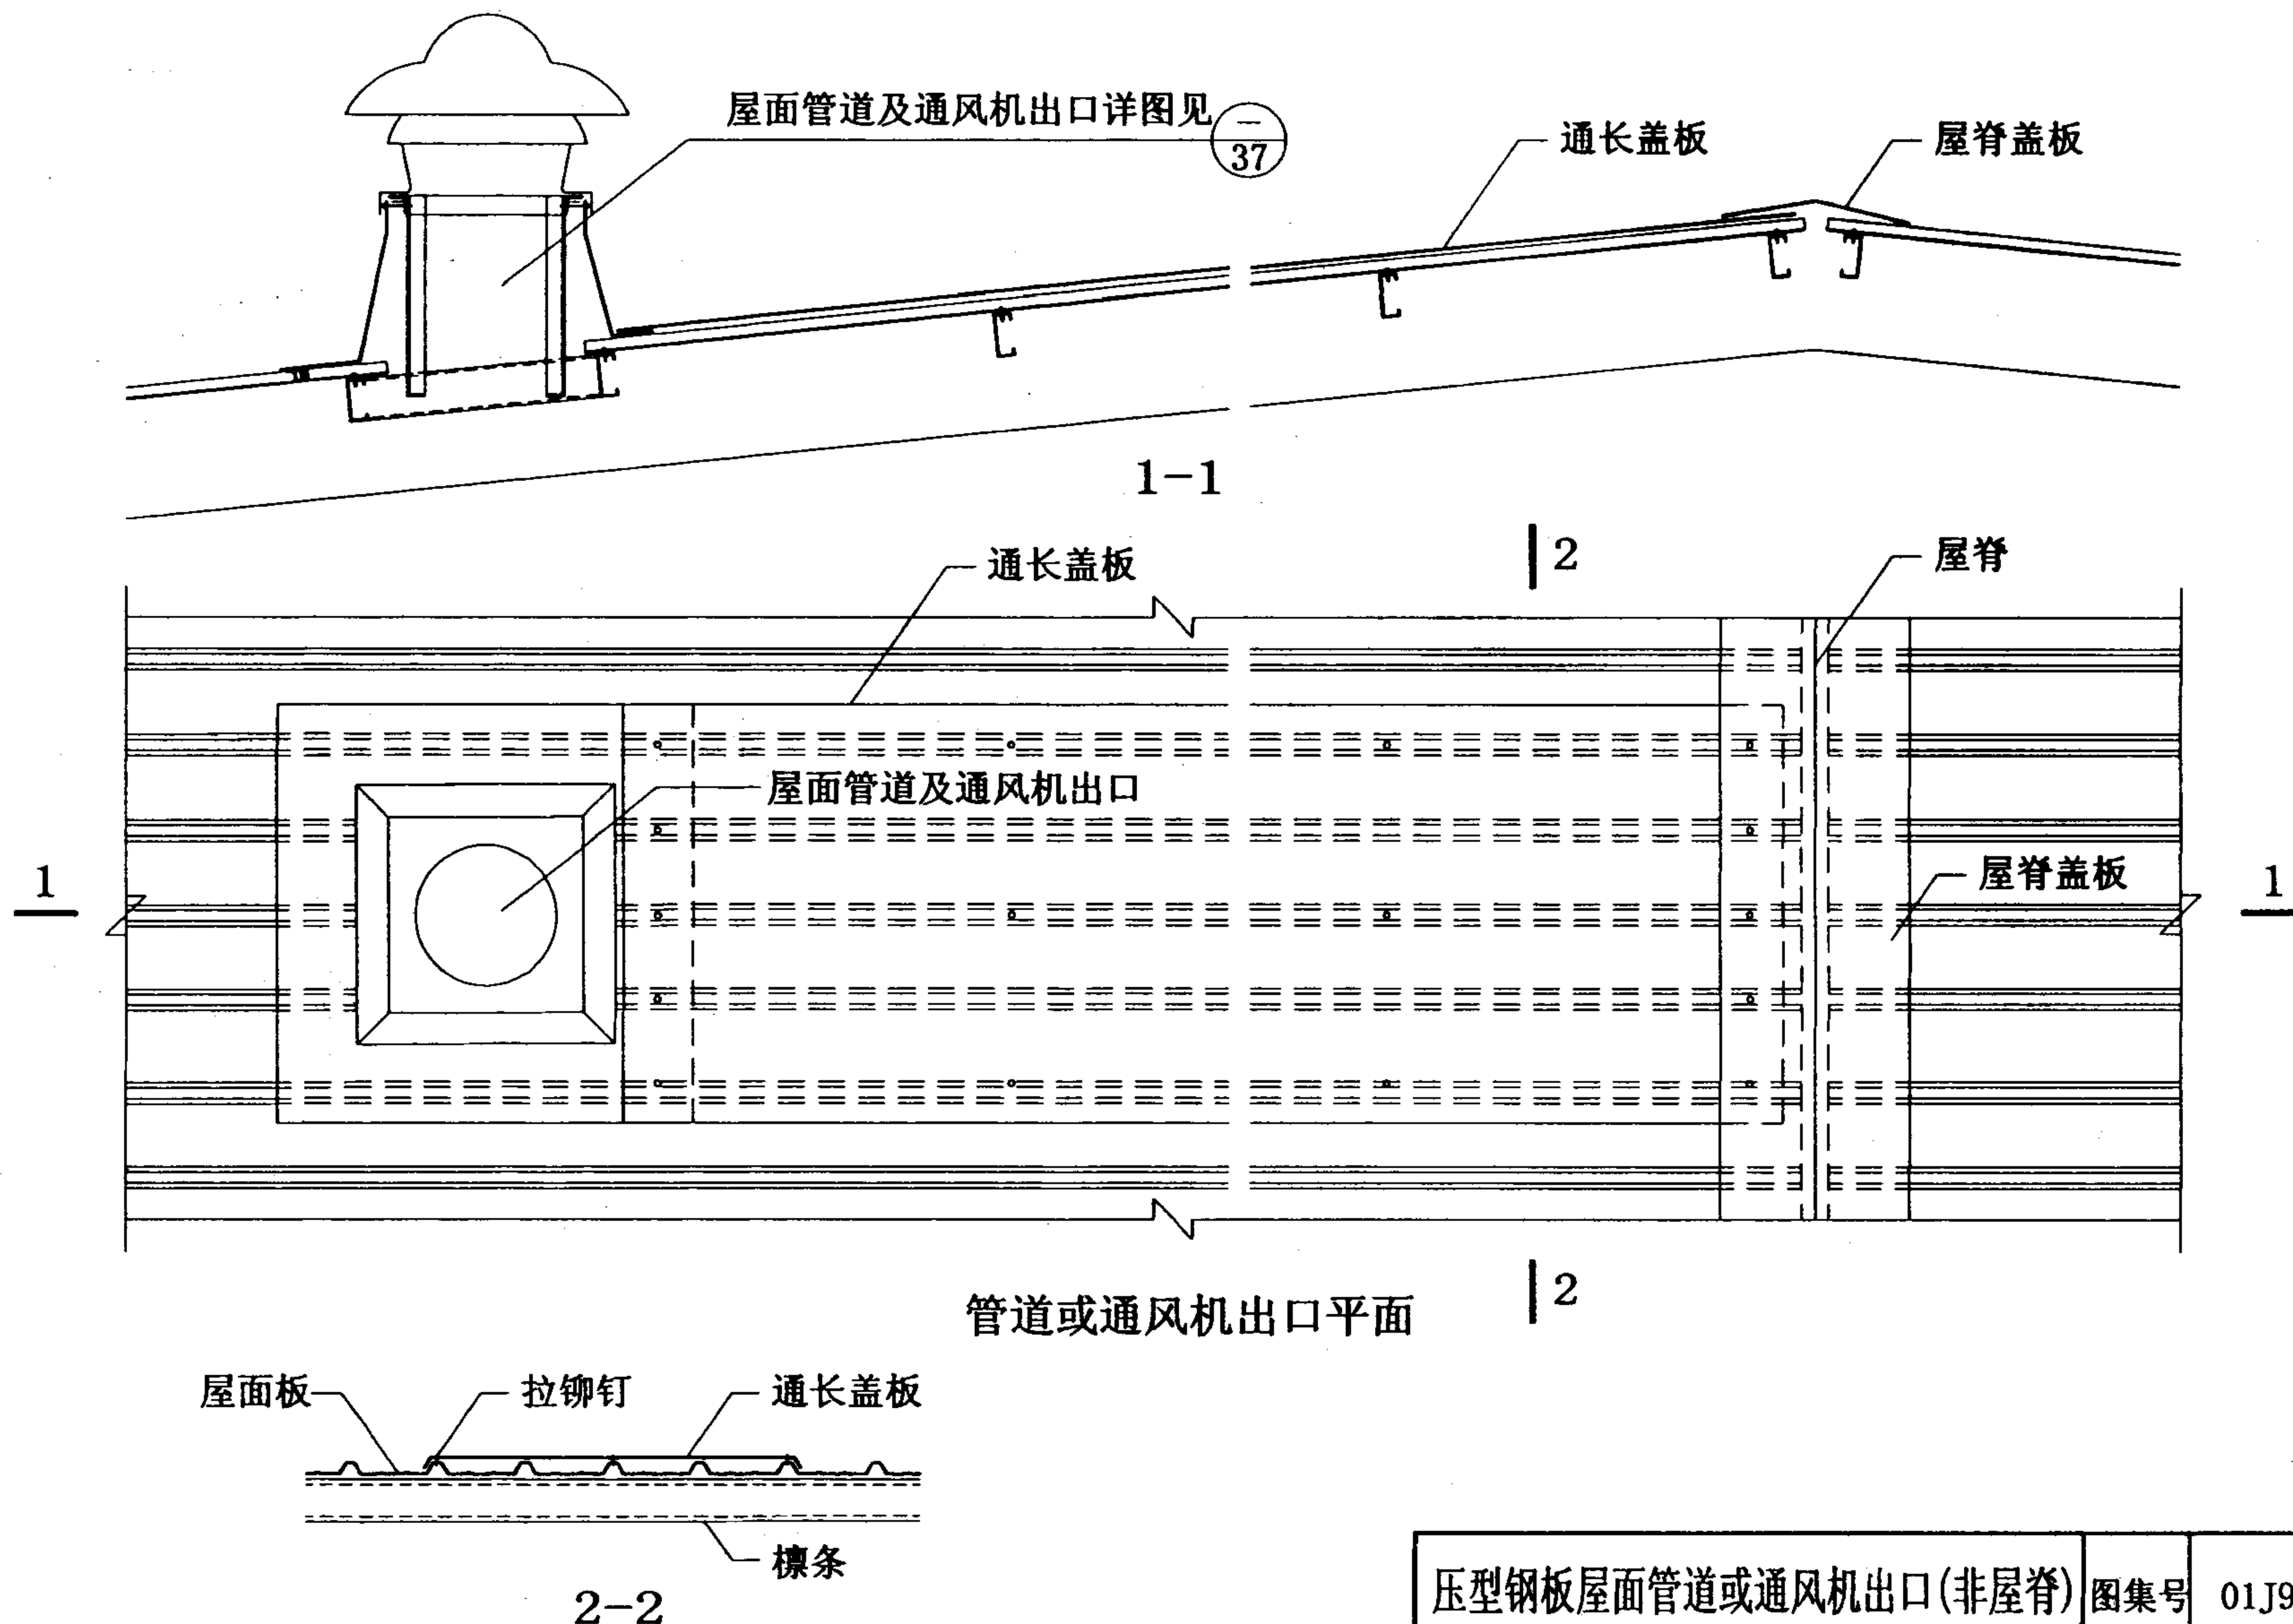 屋面管道及通风机出口详图见
—
37
通长盖板
屋脊盖板
1-1
2
通长盖板
屋脊
屋面管道及通风机出口
1
屋脊盖板
1
管道或通风机出口平面
2
屋面板
拉铆钉
通长盖板
檩条
2-2
压型钢板屋面管道或通风机出口(非屋脊)
图集号
01J9